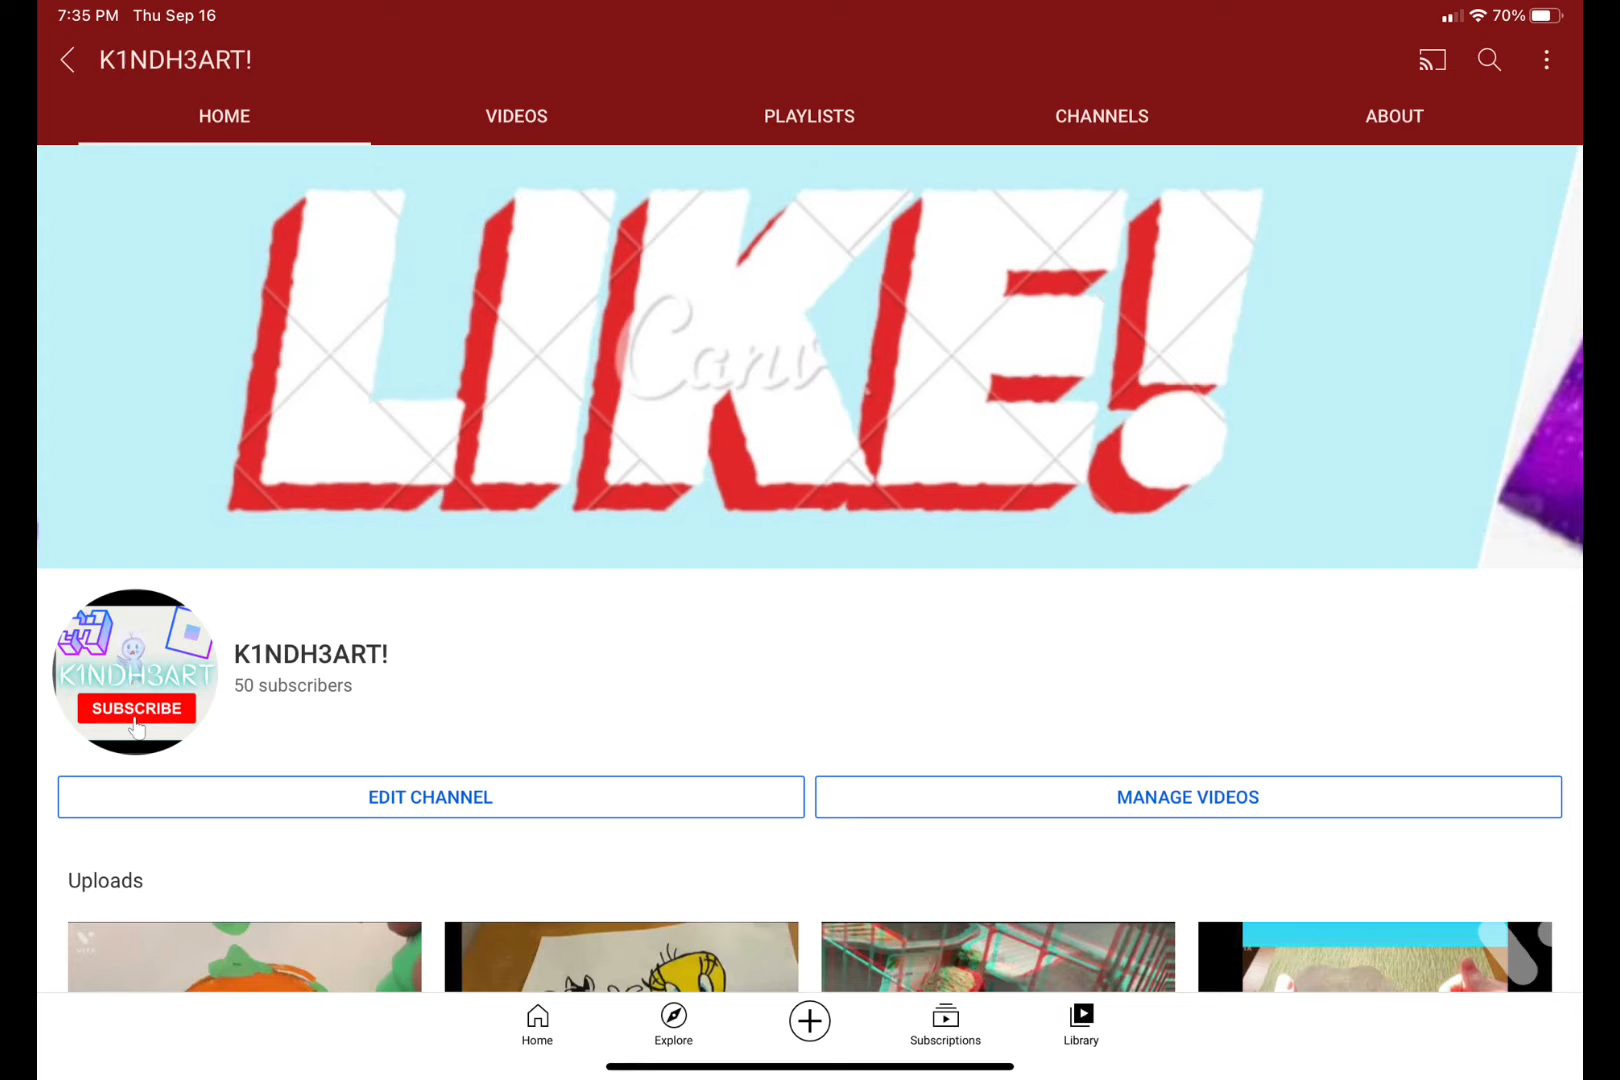 7:35 PM Thu Sep 16
70%
K1NDH3ART!
HOME VIDEOS PLAYLISTS CHANNELS ABOUT
LIKE!
Canv
K1NDH3ART
SUBSCRIBE
K1NDH3ART!
50 subscribers
EDIT CHANNEL MANAGE VIDEOS
Uploads
Home Explore Subscriptions Library